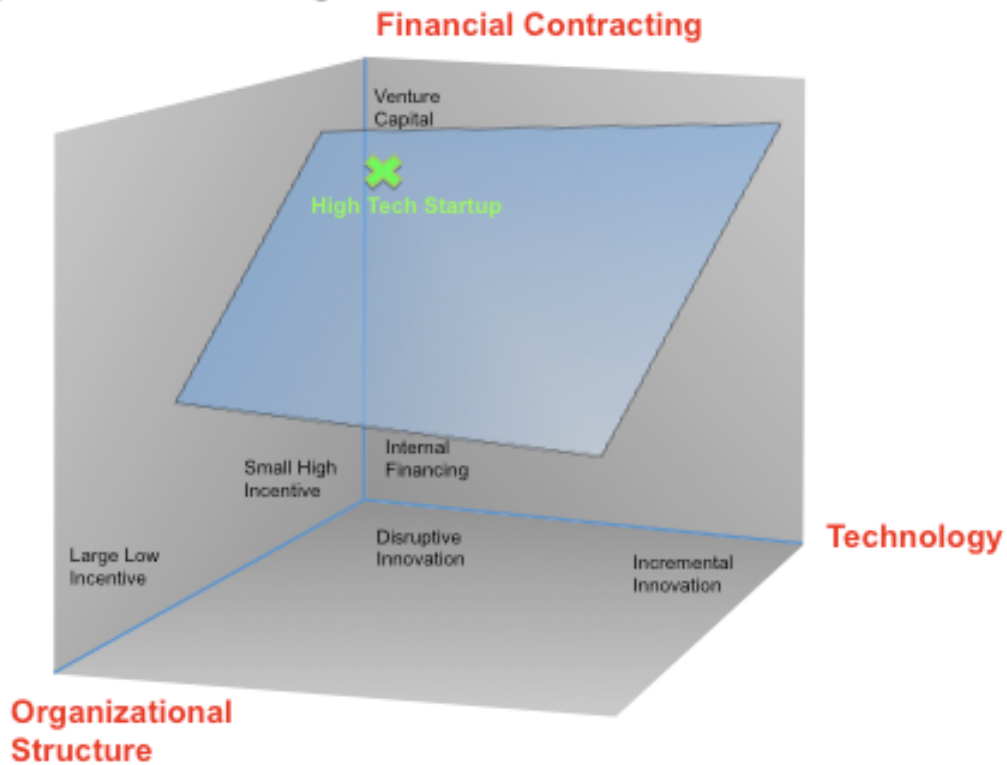 Financial Contracting
Venture
Capital
High Tech Startup
Internal
Financing
Small High
Incentive
Disruptive
Innovation
Technology
Large Low
Incentive
Incremental
Innovation
Organizational
Structure